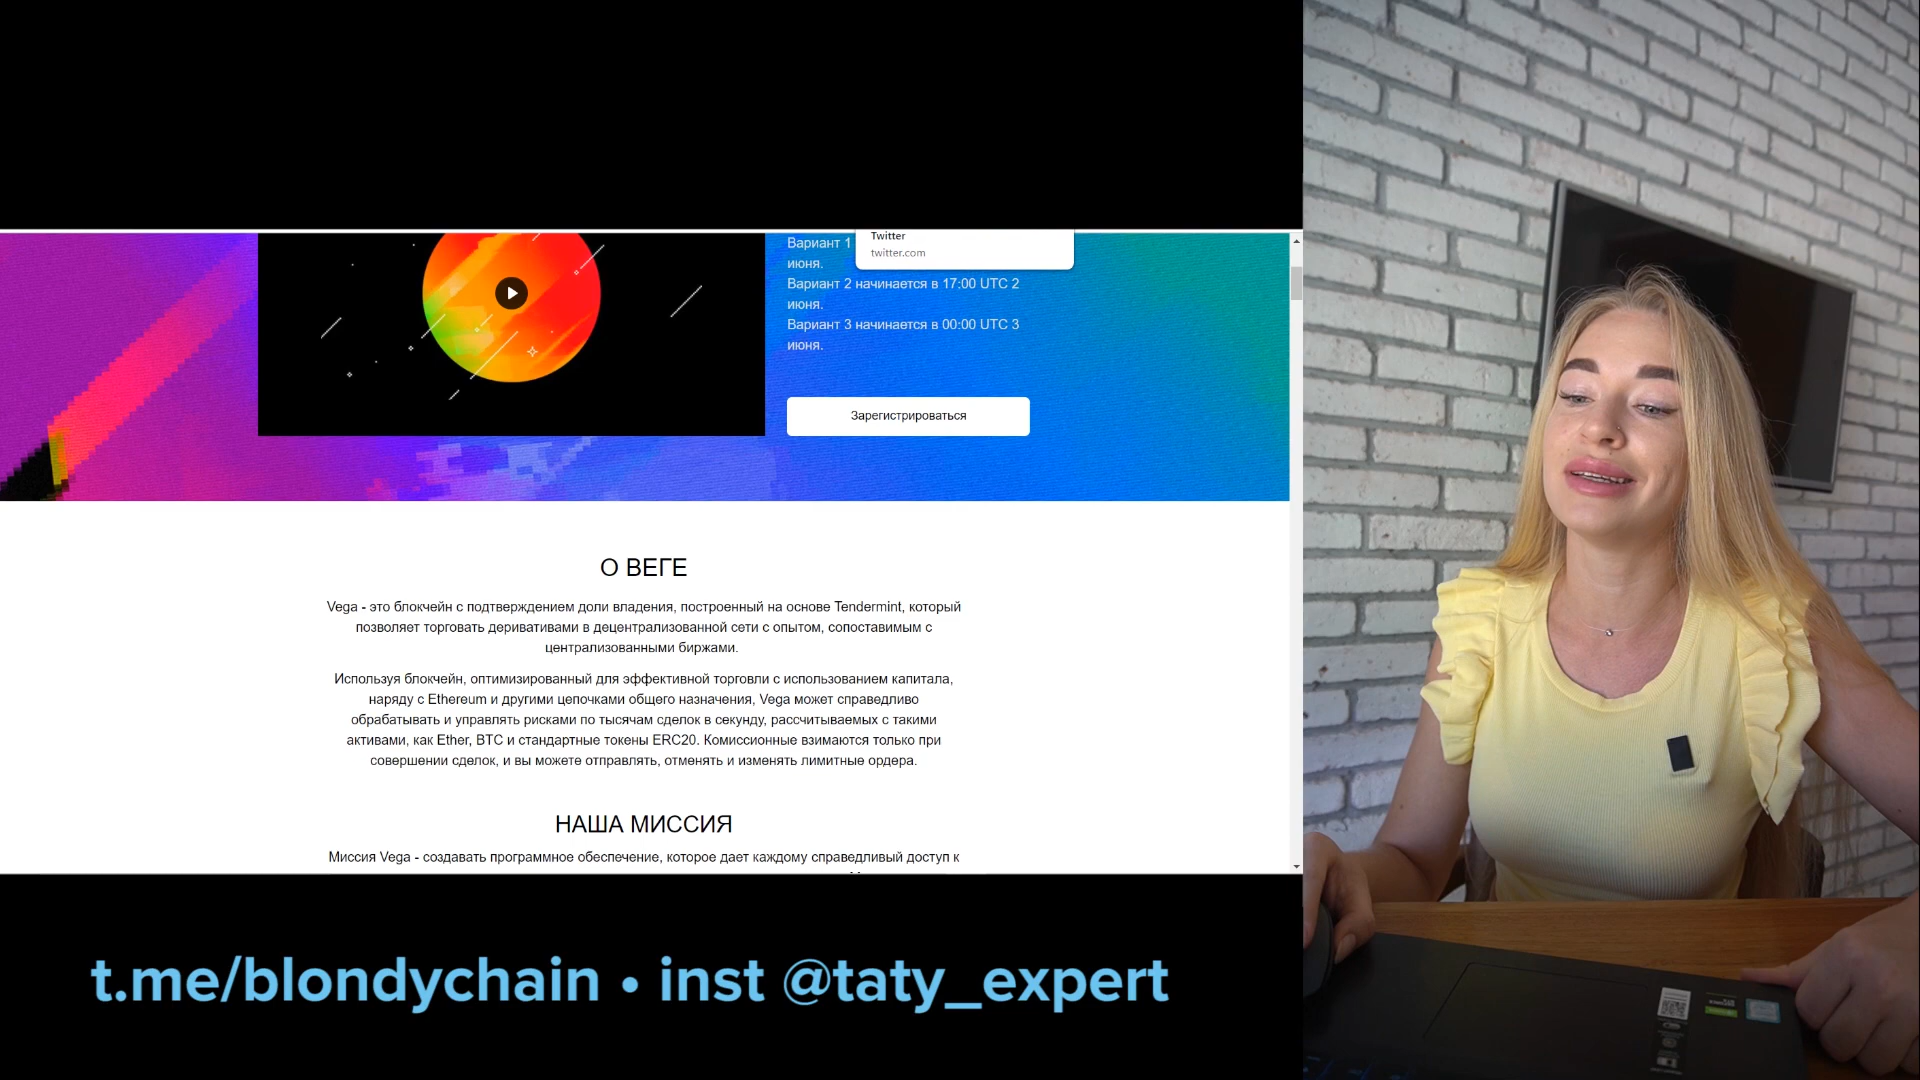 Twitter
twitter.com
Вариант 1
июня.
Вариант 2 начинается в 17:00 UTC 2
июня.
Вариант 3 начинается в 00:00 UTC 3
июня.
Зарегистрироваться
О ВЕГЕ
Vega - это блокчейн с подтверждением доли владения, построенный на основе Tendermint, который
позволяет торговать деривативами в децентрализованной сети с опытом, сопоставимым с
централизованными биржами.
Используя блокчейн, оптимизированный для эффективной торговли с использованием капитала,
наряду с Ethereum и другими цепочками общего назначения, Vega может справедливо
обрабатывать и управлять рисками по тысячам сделок в секунду, рассчитываемых с такими
активами, как Ether, BTC и стандартные токены ERC20. Комиссионные взимаются только при
совершении сделок, и вы можете отправлять, отменять и изменять лимитные ордера.
НАША МИССИЯ
Миссия Vega - создавать программное обеспечение, которое дает каждому справедливый доступ к
t.me/blondychain • inst @taty_expert